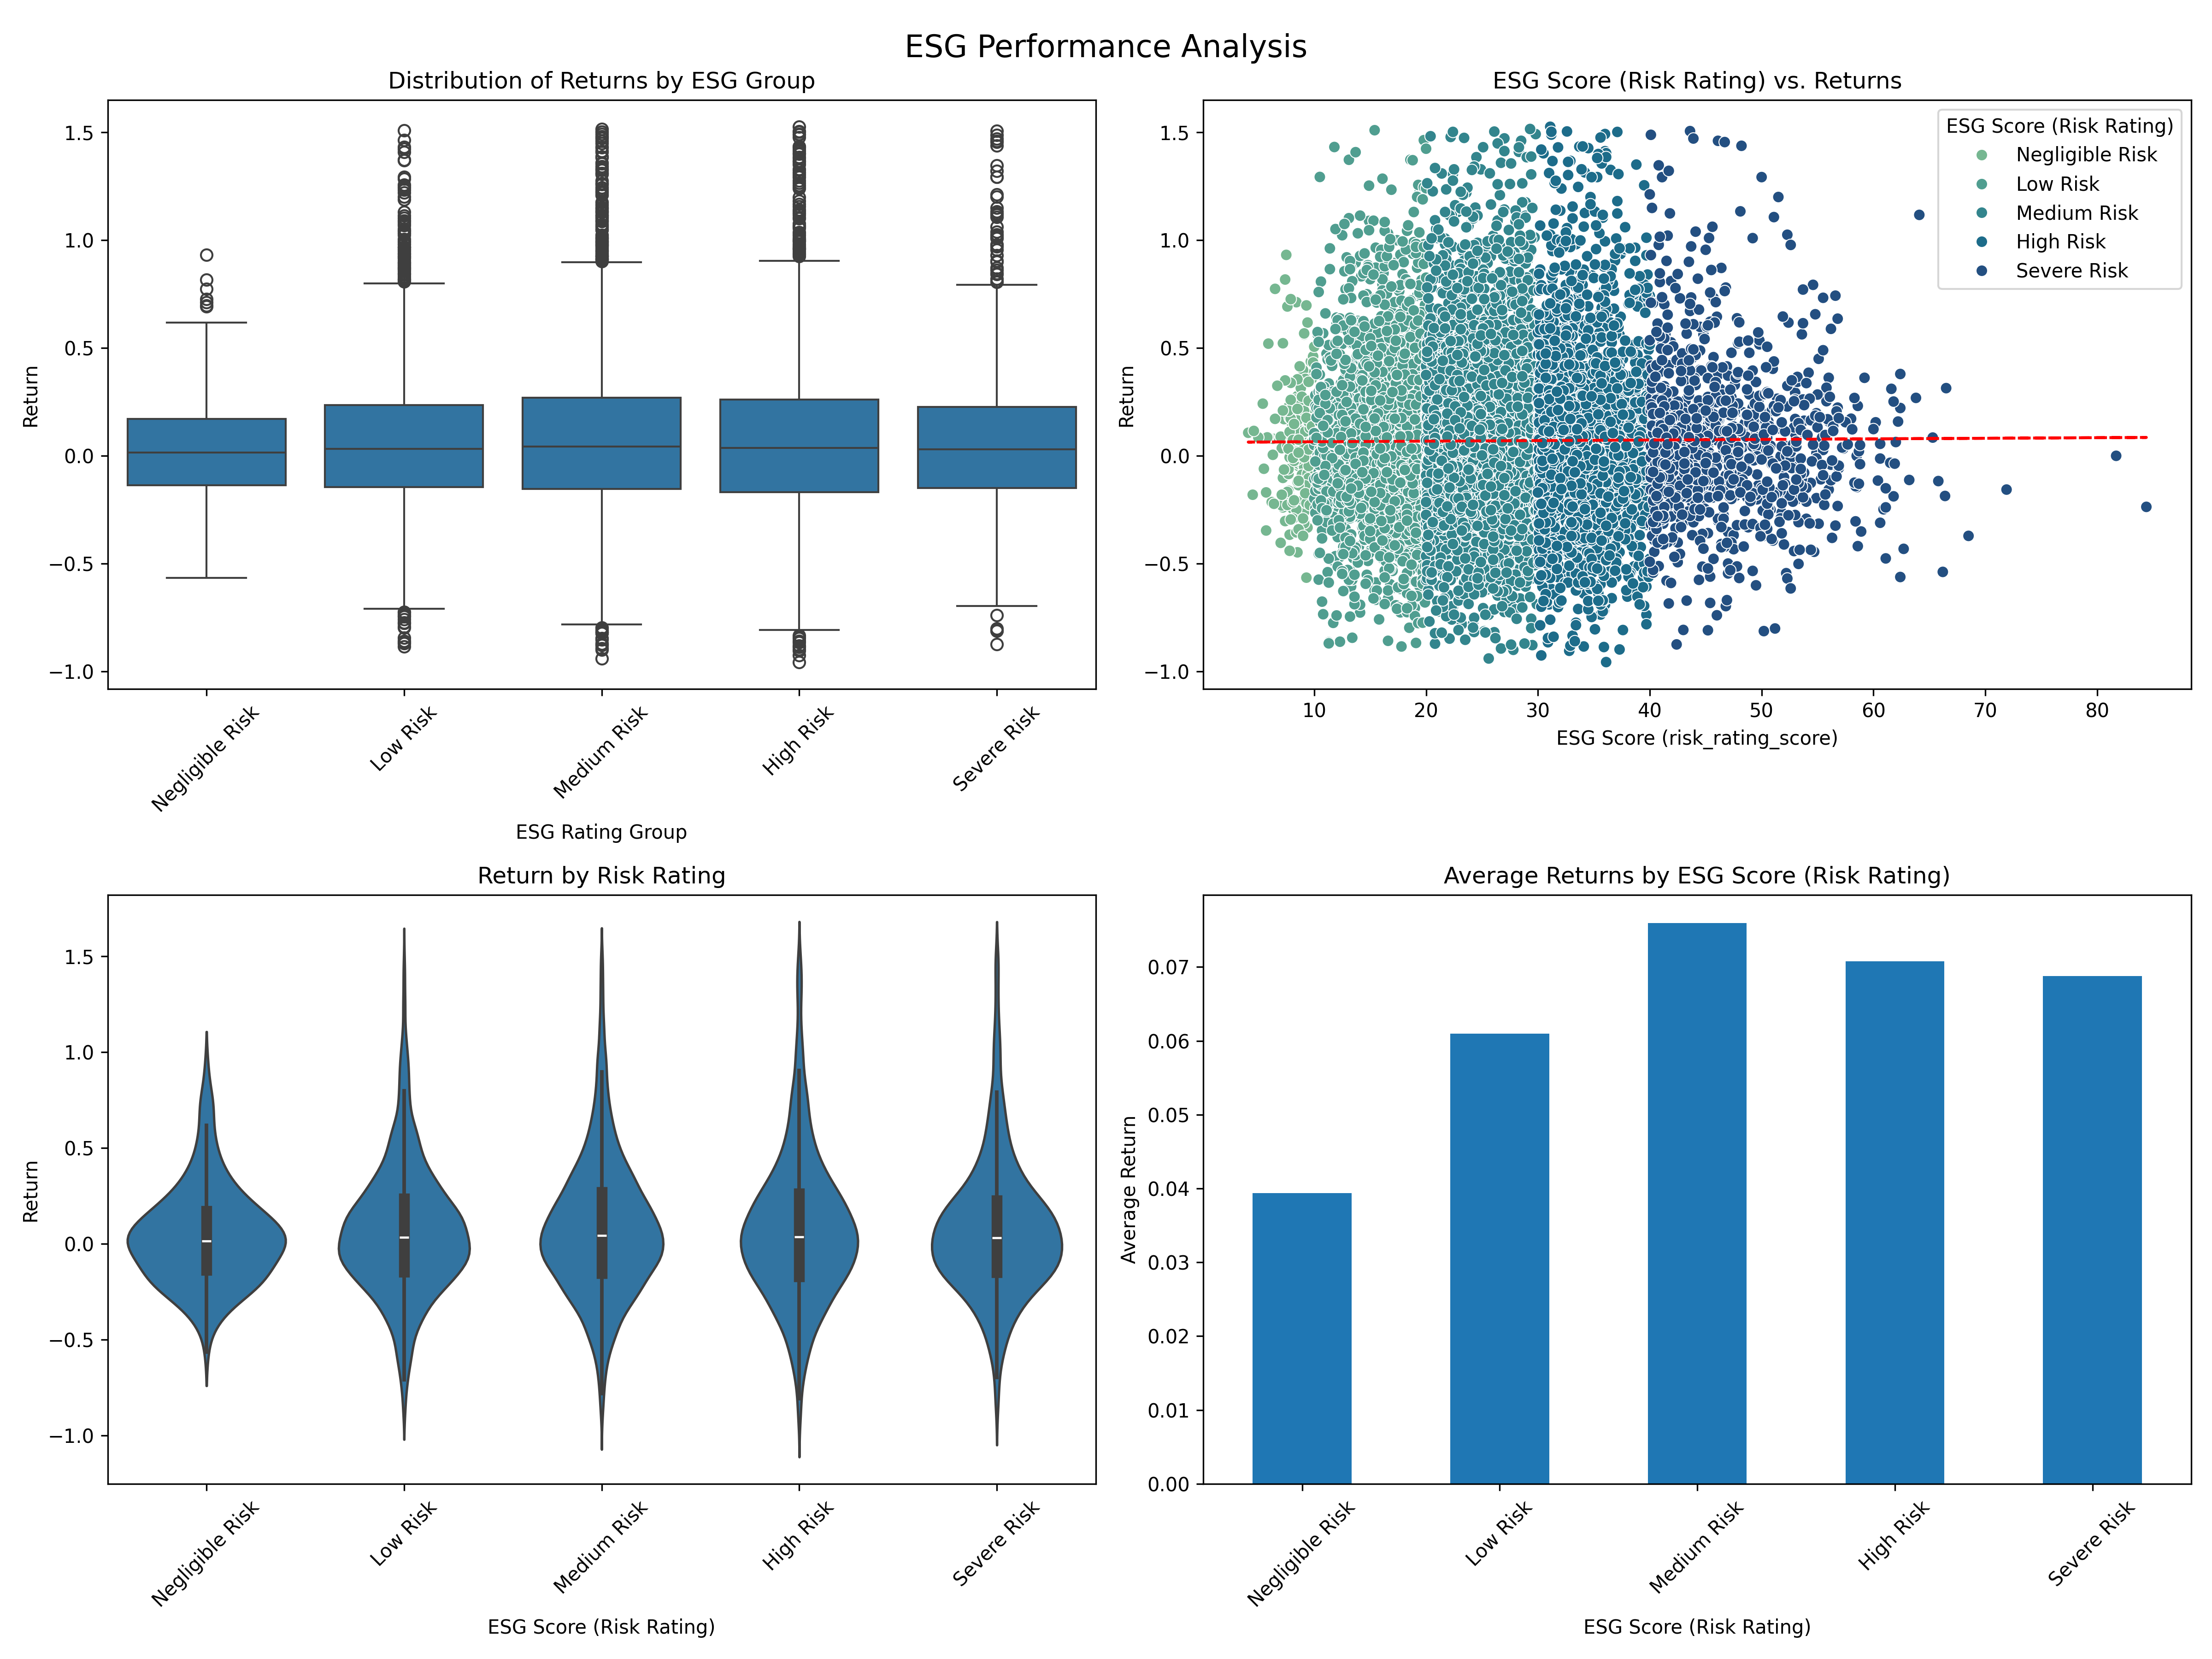 ESG Performance Analysis
Distribution of Returns by ESG Group
1.5
1.0
0.5
0.0
−0.5
−1.0
Return
Negligible Risk
Low Risk
Medium Risk
High Risk
Severe Risk
ESG Rating Group
ESG Score (Risk Rating) vs. Returns
1.5
1.0
0.5
0.0
−0.5
−1.0
Return
ESG Score (Risk Rating)
Negligible Risk
Low Risk
Medium Risk
High Risk
Severe Risk
10
20
30
40
50
60
70
80
ESG Score (risk_rating_score)
Return by Risk Rating
1.5
1.0
0.5
0.0
−0.5
−1.0
Return
Negligible Risk
Low Risk
Medium Risk
High Risk
Severe Risk
ESG Score (Risk Rating)
Average Returns by ESG Score (Risk Rating)
0.07
0.06
0.05
0.04
0.03
0.02
0.01
0.00
Average Return
Negligible Risk
Low Risk
Medium Risk
High Risk
Severe Risk
ESG Score (Risk Rating)